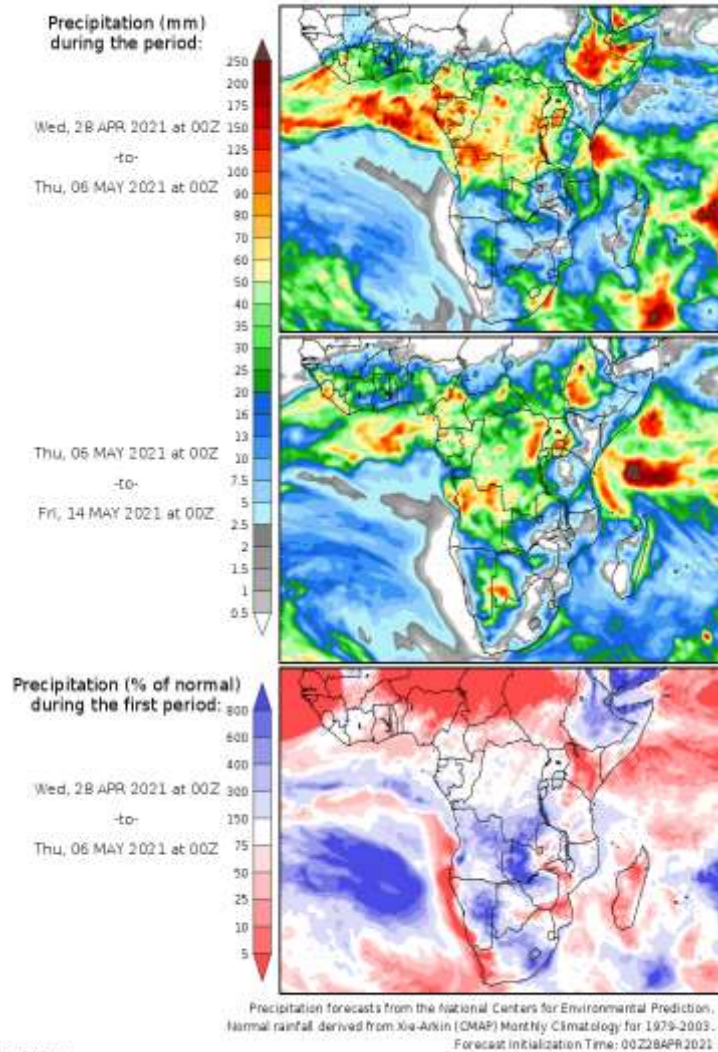 Precipitation (mm)
during the period:
250
200
175
150
125
100
90
80
70
60
50
40
35
30
25
20
16
13
10
7.5
5
2.5
2
1.5
1
0.5
Wed, 28 APR 2021 at 00Z
-to-
Thu, 06 MAY 2021 at 00Z
Thu, 06 MAY 2021 at 00Z
-to-
Fri, 14 MAY 2021 at 00Z
Precipitation (% of normal)
during the first period:
800
600
400
300
150
75
50
25
10
5
Wed, 28 APR 2021 at 00Z
-to-
Thu, 06 MAY 2021 at 00Z
Precipitation forecasts from the National Centers for Environmental Prediction.
Normal rainfall derived from Xie-Arkin (CMAP) Monthly Climatology for 1979-2003.
Forecast Initialization Time: 00Z28APR2021